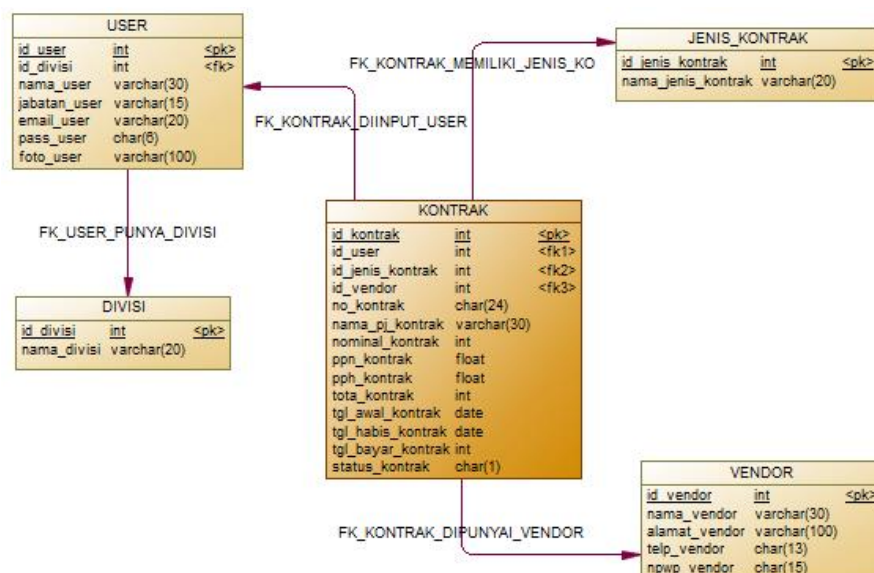 USER
id_user int <pk>
id_divisi int <fk>
nama_user varchar(30)
jabatan_user varchar(15)
email_user varchar(20)
pass_user char(6)
foto_user varchar(100)
JENIS_KONTRAK
id_jenis_kontrak int <pk>
nama_jenis_kontrak varchar(20)
FK_KONTRAK_MEMILIKI_JENIS_KO
FK_KONTRAK_DIINPUT_USER
FK_USER_PUNYA_DIVISI
KONTRAK
id_kontrak int <pk>
id_user int <fk1>
id_jenis_kontrak int <fk2>
id_vendor int <fk3>
no_kontrak char(24)
nama_pj_kontrak varchar(30)
nominal_kontrak int
ppn_kontrak float
pph_kontrak float
tota_kontrak int
tgl_awal_kontrak date
tgl_habis_kontrak date
tgl_bayar_kontrak int
status_kontrak char(1)
DIVISI
id_divisi int <pk>
nama_divisi varchar(20)
FK_KONTRAK_DIPUNYAI_VENDOR
VENDOR
id_vendor int <pk>
nama_vendor varchar(30)
alamat_vendor varchar(100)
telp_vendor char(13)
npwp_vendor char(15)